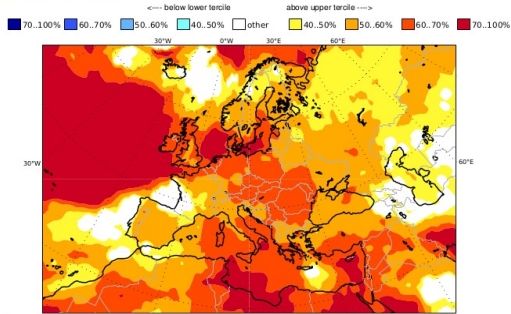 <---- below lower tercile above upper tercile ---->
70..100% 60..70% 50..60% 40..50% other 40..50% 50..60% 60..70% 70..100%
30°W 0°W 30°E 60°E
30°W 60°E